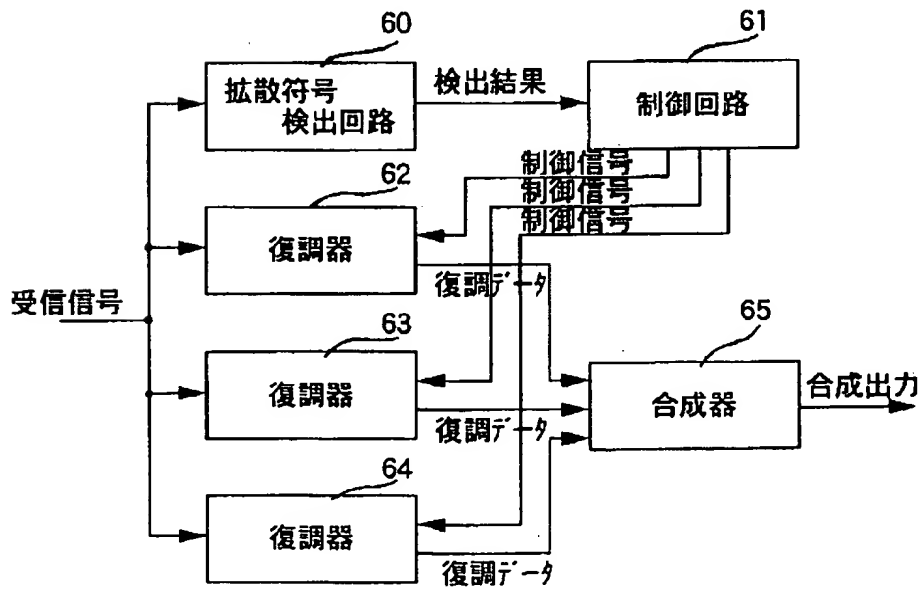 60
61
拡散符号
検出回路
検出結果
制御回路
制御信号
制御信号
制御信号
62
復調器
復調データ
受信信号
63
復調器
復調データ
65
合成器
合成出力
64
復調器
復調データ